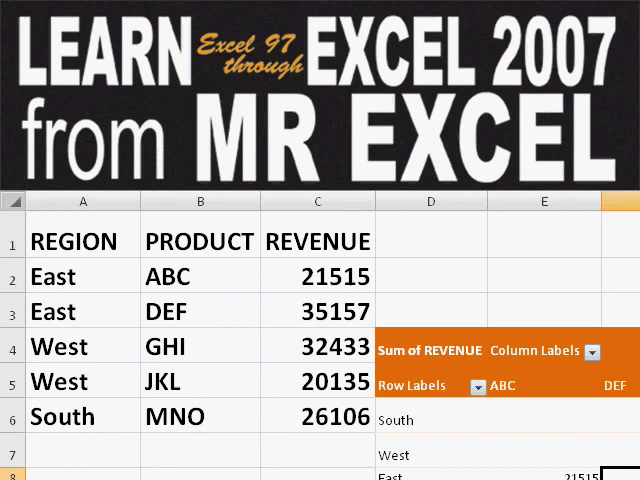 LEARN Excel 97 through EXCEL 2007
from MR EXCEL
A B C D E
1 REGION PRODUCT REVENUE
2 East ABC 21515
3 East DEF 35157
4 West GHI 32433 Sum of REVENUE Column Labels
5 West JKL 20135 Row Labels ABC DEF
6 South MNO 26106 South
7 West
8 East 21515